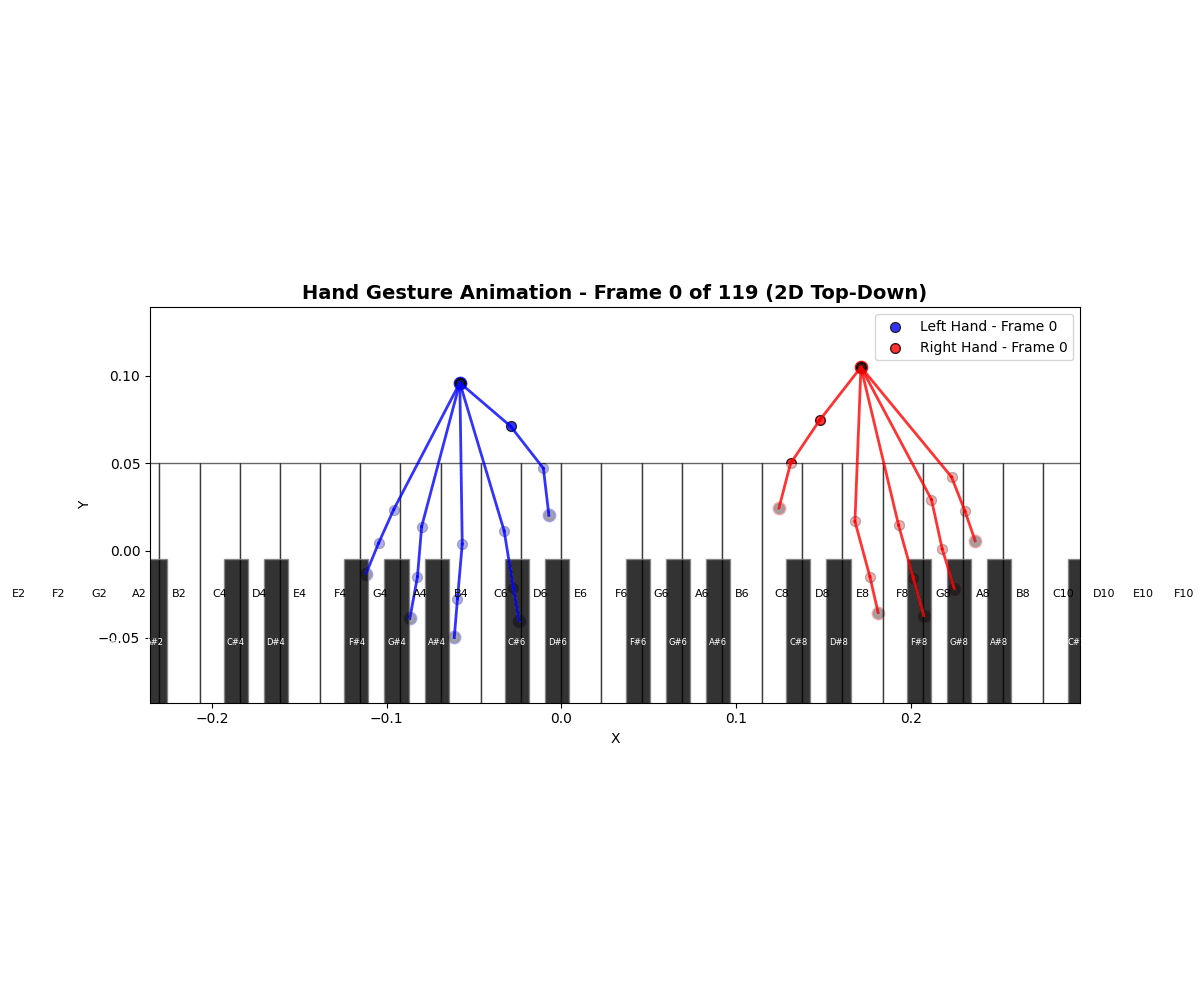 Hand Gesture Animation - Frame 0 of 119 (2D Top-Down)
Left Hand - Frame 0
Right Hand - Frame 0
0.10
0.05
Y
0.00
E2 F2 G2 A2 B2 C4 D4 E4 F4 G4 A4 B4 C6 D6 E6 F6 G6 A6 B6 C8 D8 E8 F8 G8 A8 B8 C10 D10 E10 F10
−0.05
A#2 C#4 D#4 F#4 G#4 A#4 C#6 D#6 F#6 G#6 A#6 C#8 D#8 F#8 G#8 A#8 C#
−0.2 −0.1 0.0 0.1 0.2
X